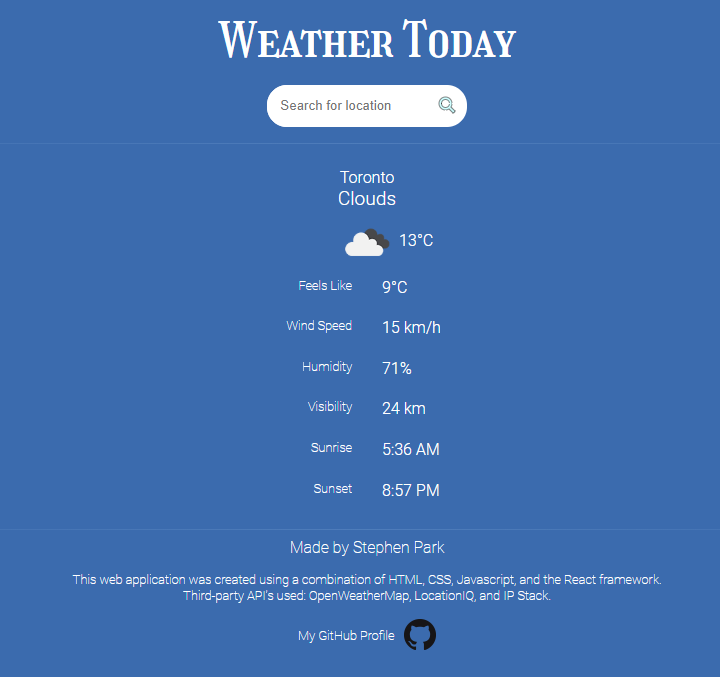 Weather Today
Search for location
Toronto
Clouds
13°C
Feels Like 9°C
Wind Speed 15 km/h
Humidity 71%
Visibility 24 km
Sunrise 5:36 AM
Sunset 8:57 PM
Made by Stephen Park
This web application was created using a combination of HTML, CSS, Javascript, and the React framework.
Third-party API's used: OpenWeatherMap, LocationIQ, and IP Stack.
My GitHub Profile